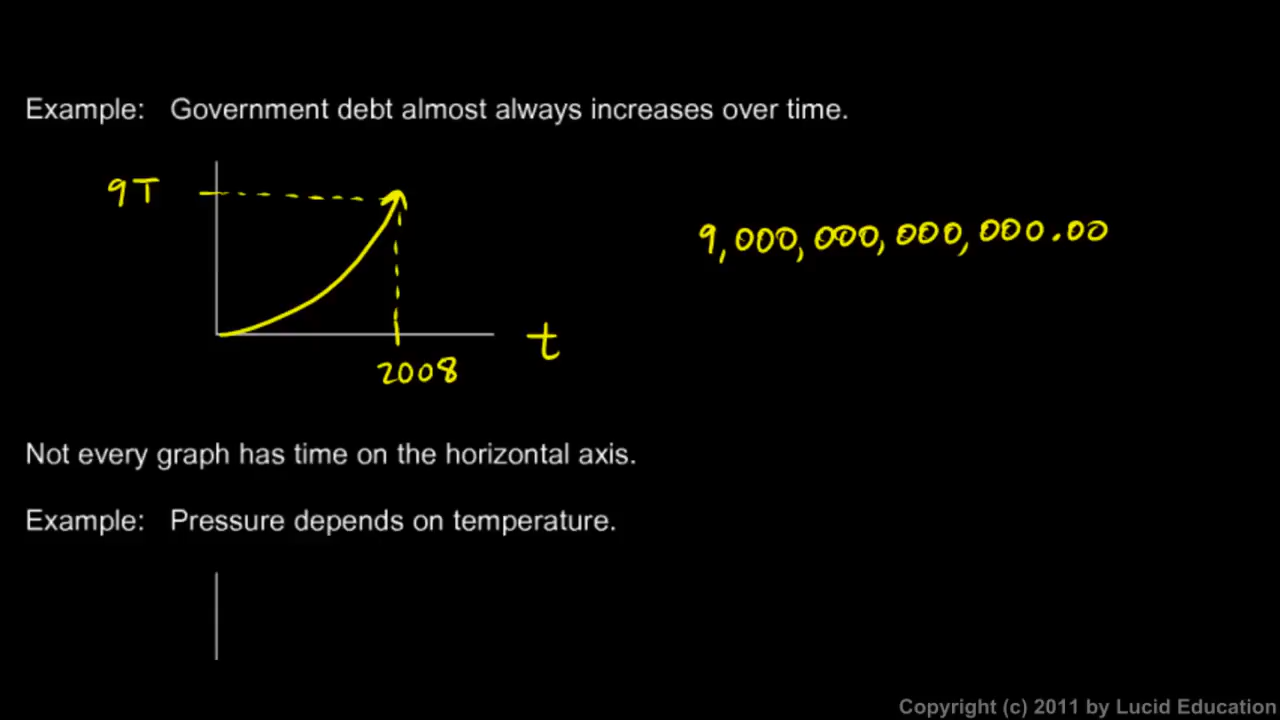 Example: Government debt almost always increases over time.
9T
9,000,000,000,000.00
t
2008
Not every graph has time on the horizontal axis.
Example: Pressure depends on temperature.
Copyright (c) 2011 by Lucid Education